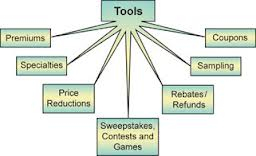 Tools
Premiums
Coupons
Specialties
Sampling
Price
Reductions
Rebates/
Refunds
Sweepstakes,
Contests and
Games